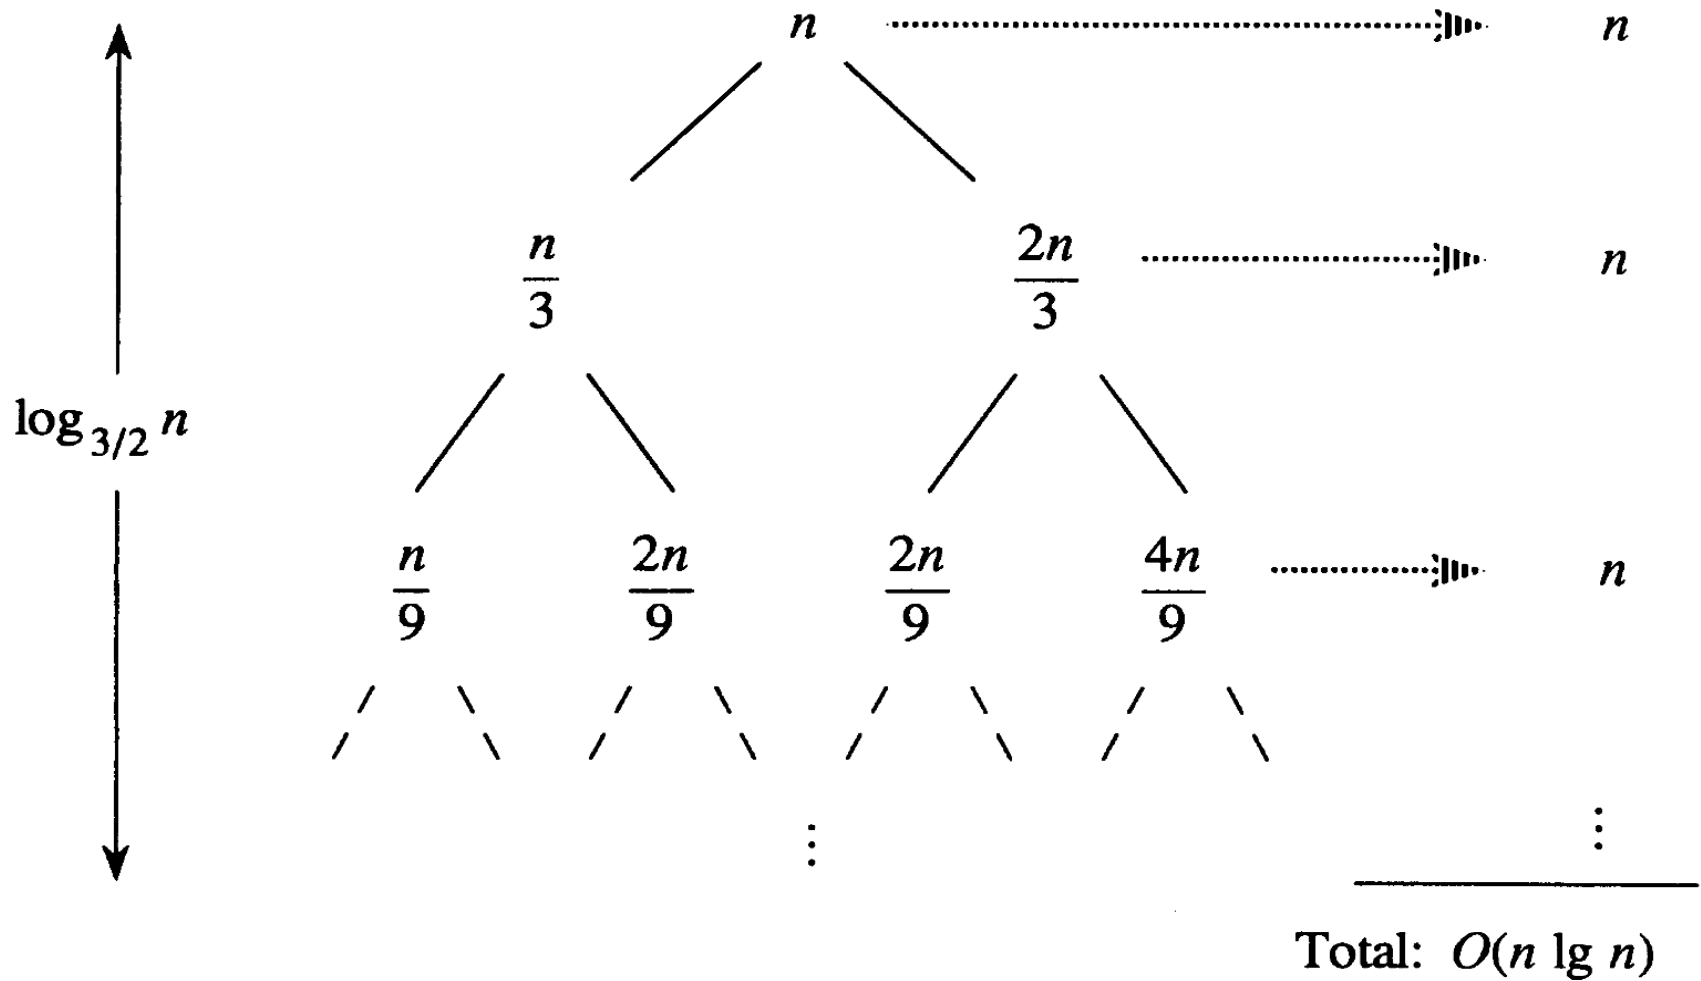 n n
n/3 2n/3 n
log_{3/2} n
n/9 2n/9 2n/9 4n/9 n
⋮ ⋮
Total: O(n lg n)